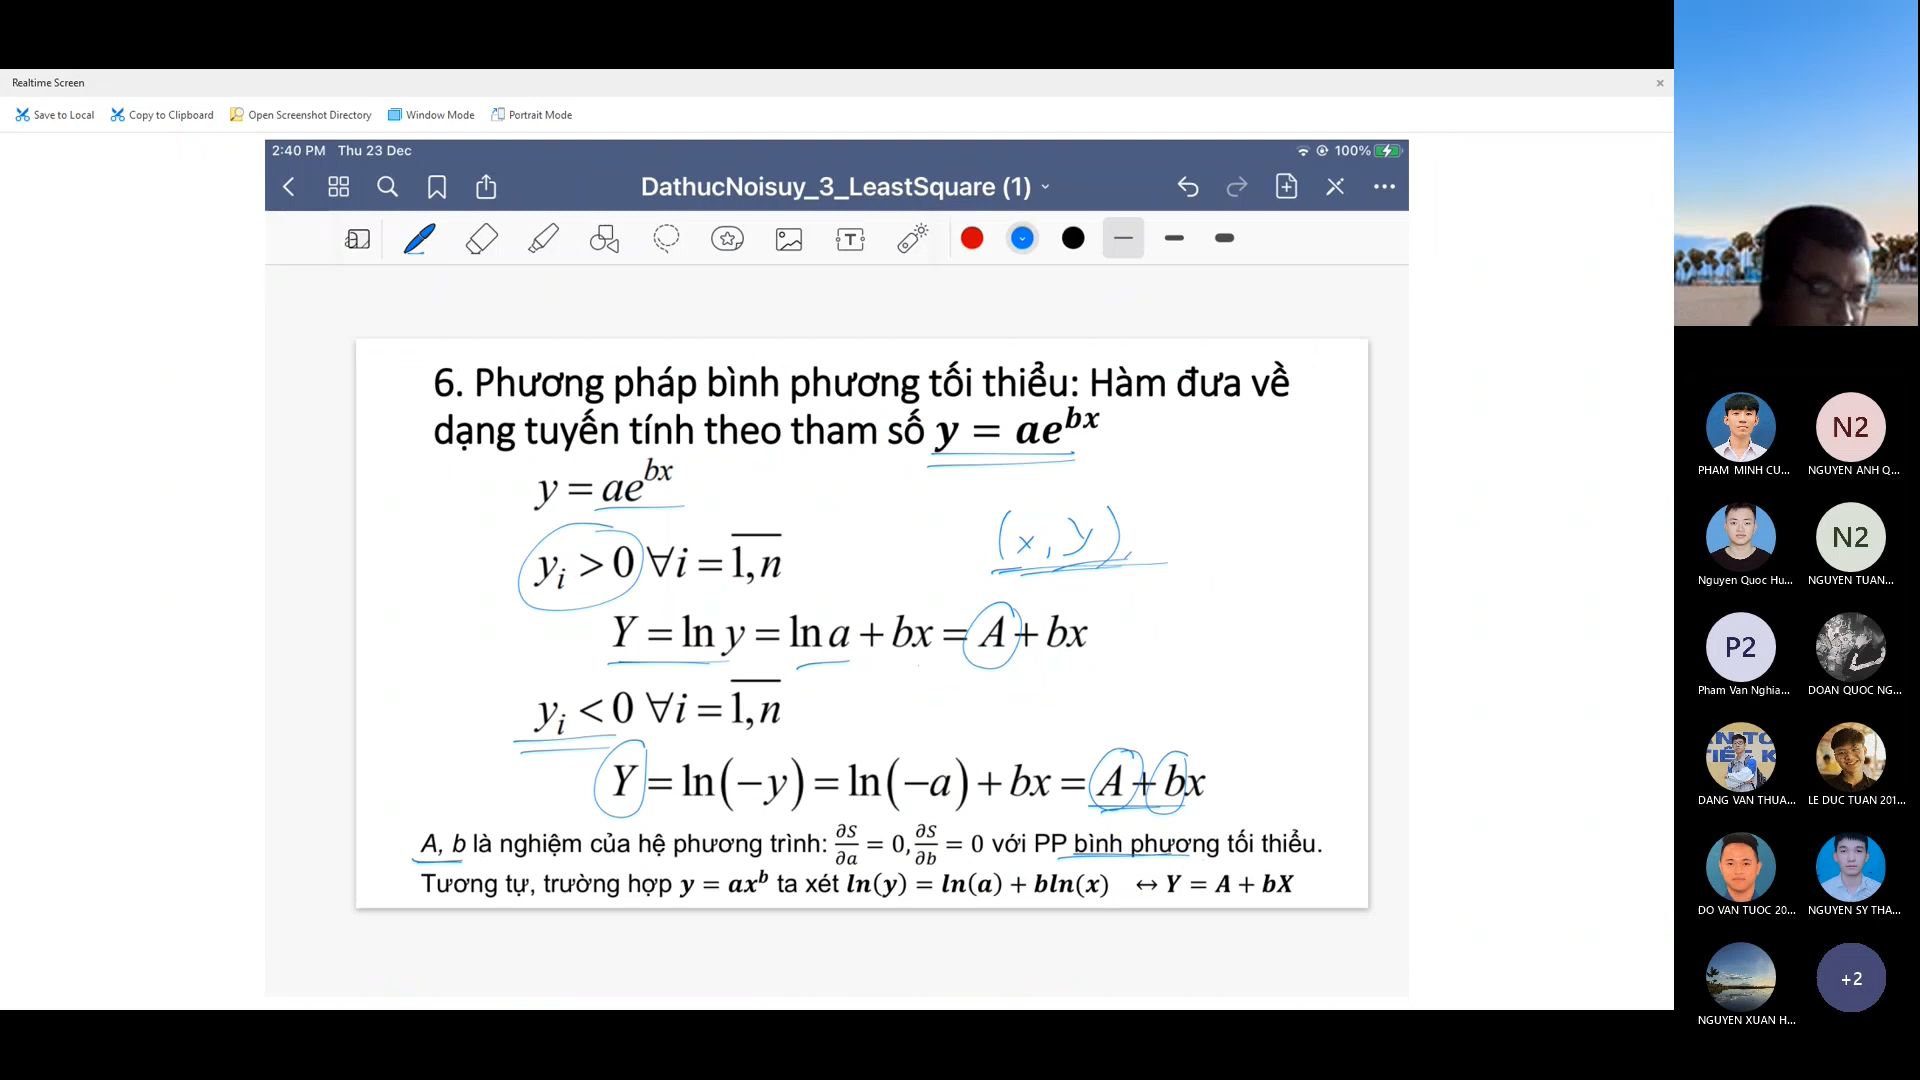 Realtime Screen
Save to Local Copy to Clipboard Open Screenshot Directory Window Mode Portrait Mode
2:40 PM Thu 23 Dec 100%
DathucNoisuy_3_LeastSquare (1)
6. Phương pháp bình phương tối thiểu: Hàm đưa về
dạng tuyến tính theo tham số y = ae^{bx}
y = ae^{bx}
(x, y)
y_i > 0 ∀i = \overline{1,n}
Y = ln y = ln a + bx = A + bx
y_i < 0 ∀i = \overline{1,n}
Y = ln(−y) = ln(−a) + bx = A + bx
A, b là nghiệm của hệ phương trình: ∂S/∂a = 0, ∂S/∂b = 0 với PP bình phương tối thiểu.
Tương tự, trường hợp y = ax^b ta xét ln(y) = ln(a) + bln(x) ↔ Y = A + bX
PHAM MINH CU...
N2
NGUYEN ANH Q...
Nguyen Quoc Hu...
N2
NGUYEN TUAN...
P2
Pham Van Nghia...
DOAN QUOC NG...
DANG VAN THUA...
LE DUC TUAN 201...
DO VAN TUOC 20...
NGUYEN SY THA...
NGUYEN XUAN H...
+2